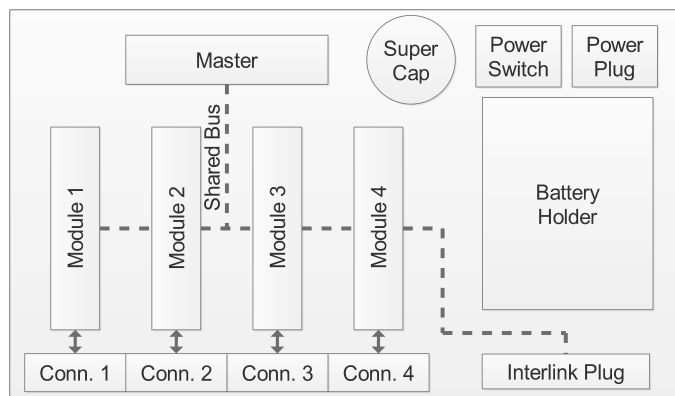 Master
Super
Cap
Power
Switch
Power
Plug
Shared Bus
Module 1
Module 2
Module 3
Module 4
Battery
Holder
Conn. 1
Conn. 2
Conn. 3
Conn. 4
Interlink Plug